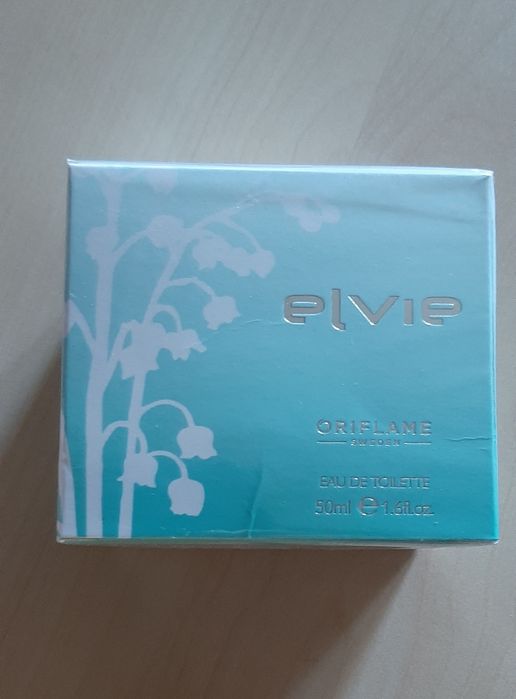 elvie
ORIFLAME
SWEDEN
EAU DE TOILETTE
50ml e 1.6fl.oz.